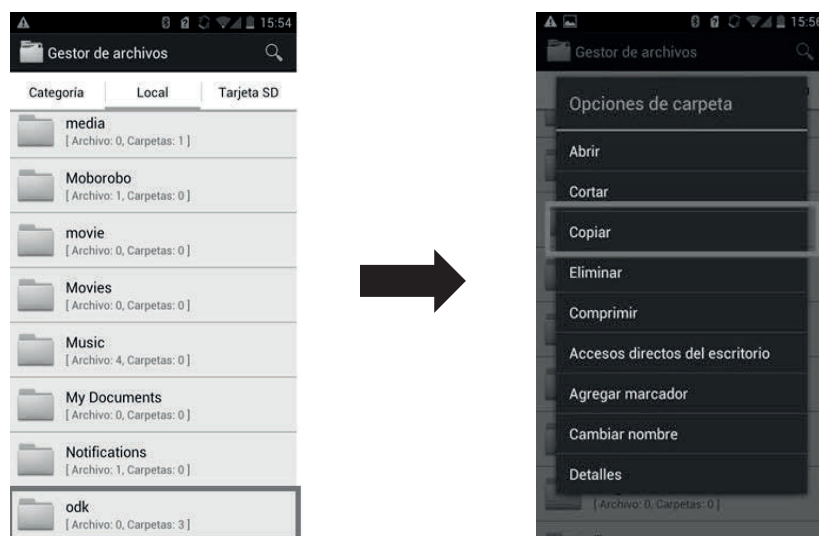 15:54
Gestor de archivos
Categoría Local Tarjeta SD
media
[ Archivo: 0, Carpetas: 1 ]
Moborobo
[ Archivo: 1, Carpetas: 0 ]
movie
[ Archivo: 0, Carpetas: 0 ]
Movies
[ Archivo: 0, Carpetas: 0 ]
Music
[ Archivo: 4, Carpetas: 0 ]
My Documents
[ Archivo: 0, Carpetas: 0 ]
Notifications
[ Archivo: 1, Carpetas: 0 ]
odk
[ Archivo: 0, Carpetas: 3 ]
15:56
Gestor de archivos
Opciones de carpeta
Abrir
Cortar
Copiar
Eliminar
Comprimir
Accesos directos del escritorio
Agregar marcador
Cambiar nombre
Detalles
[ Archivo: 0, Carpetas: 0 ]